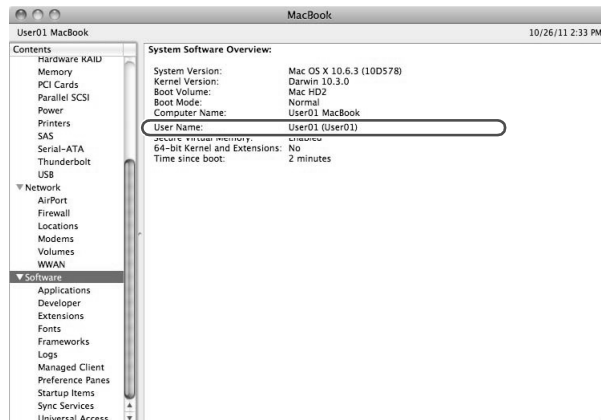 MacBook
User01 MacBook
10/26/11 2:33 PM
Contents
Hardware RAID
Memory
PCI Cards
Parallel SCSI
Power
Printers
SAS
Serial-ATA
Thunderbolt
USB
Network
AirPort
Firewall
Locations
Modems
Volumes
WWAN
Software
Applications
Developer
Extensions
Fonts
Frameworks
Logs
Managed Client
Preference Panes
Startup Items
Sync Services
Universal Access
System Software Overview:
System Version: Mac OS X 10.6.3 (10D578)
Kernel Version: Darwin 10.3.0
Boot Volume: Mac HD2
Boot Mode: Normal
Computer Name: User01 MacBook
User Name: User01 (User01)
Secure Virtual Memory: Enabled
64-bit Kernel and Extensions: No
Time since boot: 2 minutes